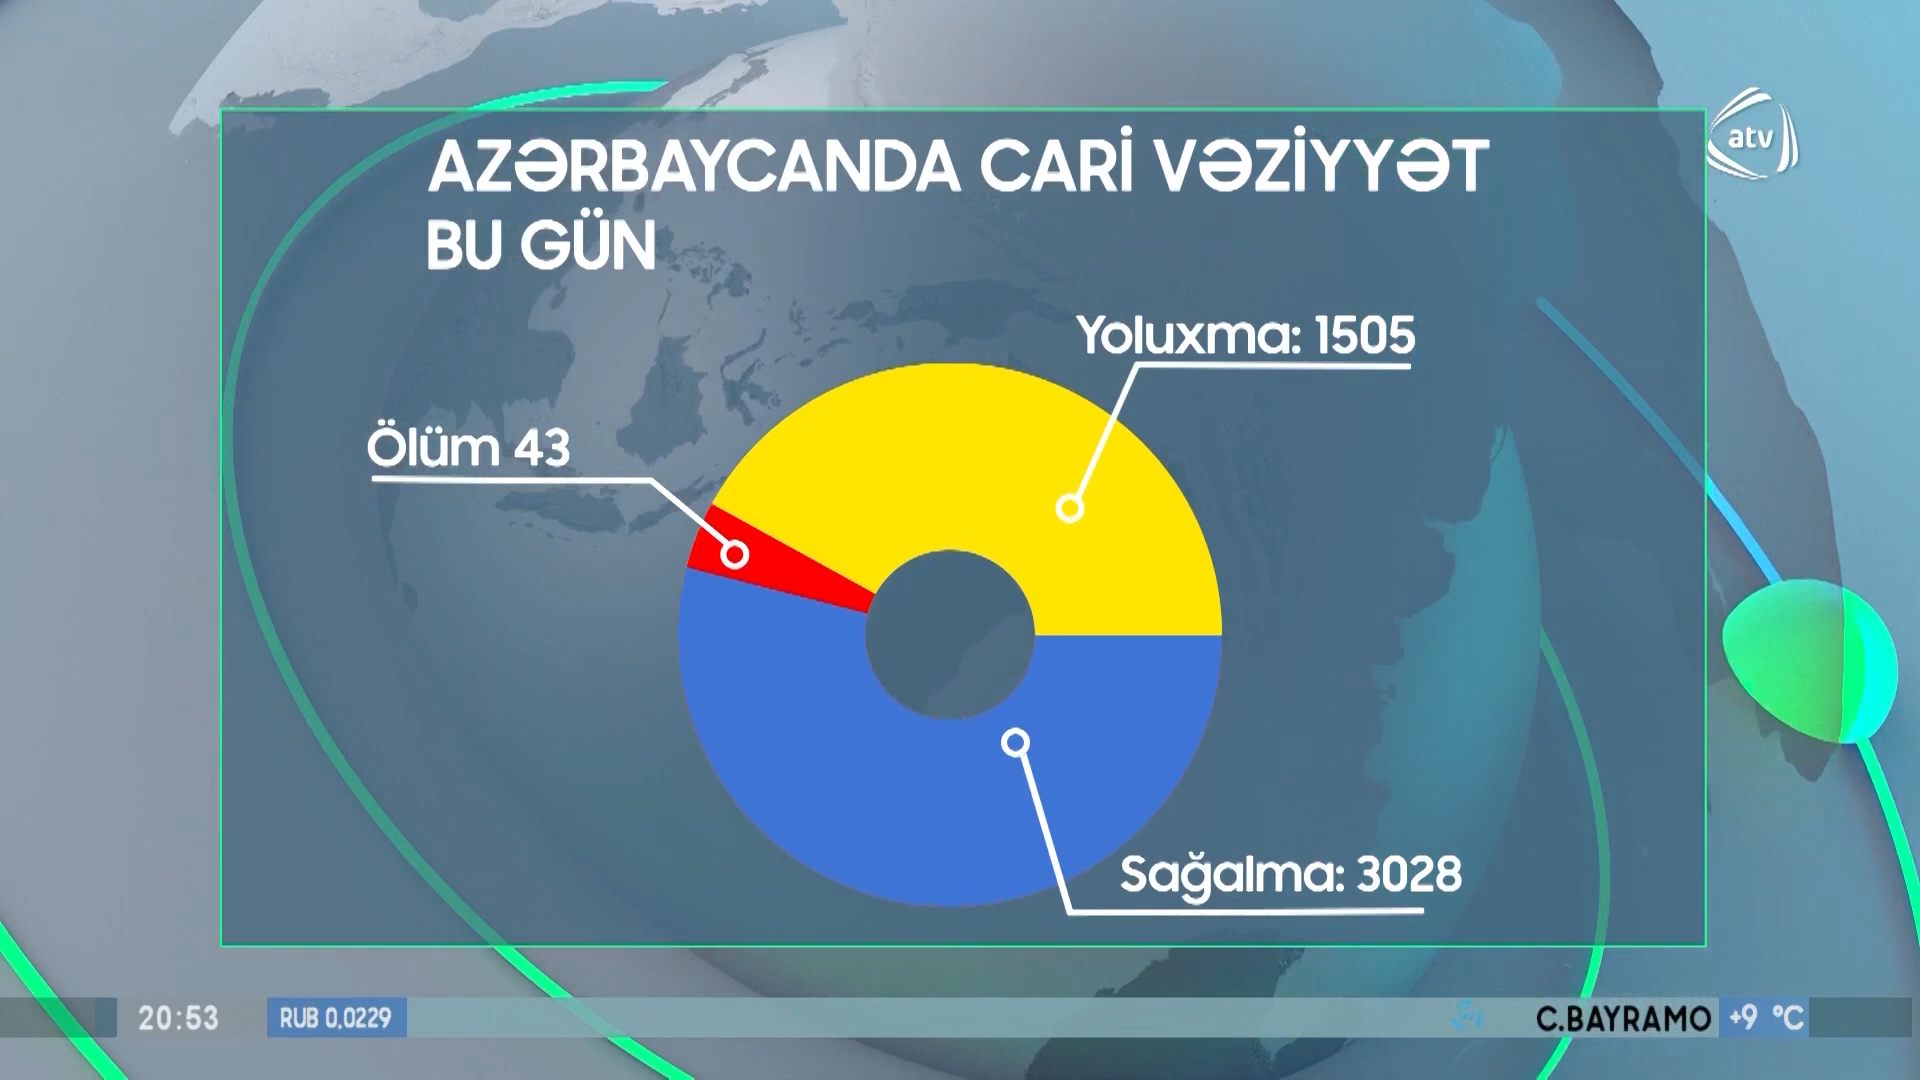 AZƏRBAYCANDA CARİ VƏZİYYƏT
BU GÜN
atv
Yoluxma: 1505
Ölüm 43
Sağalma: 3028
20:53
RUB 0,0229
C.BAYRAMO
+9 °C